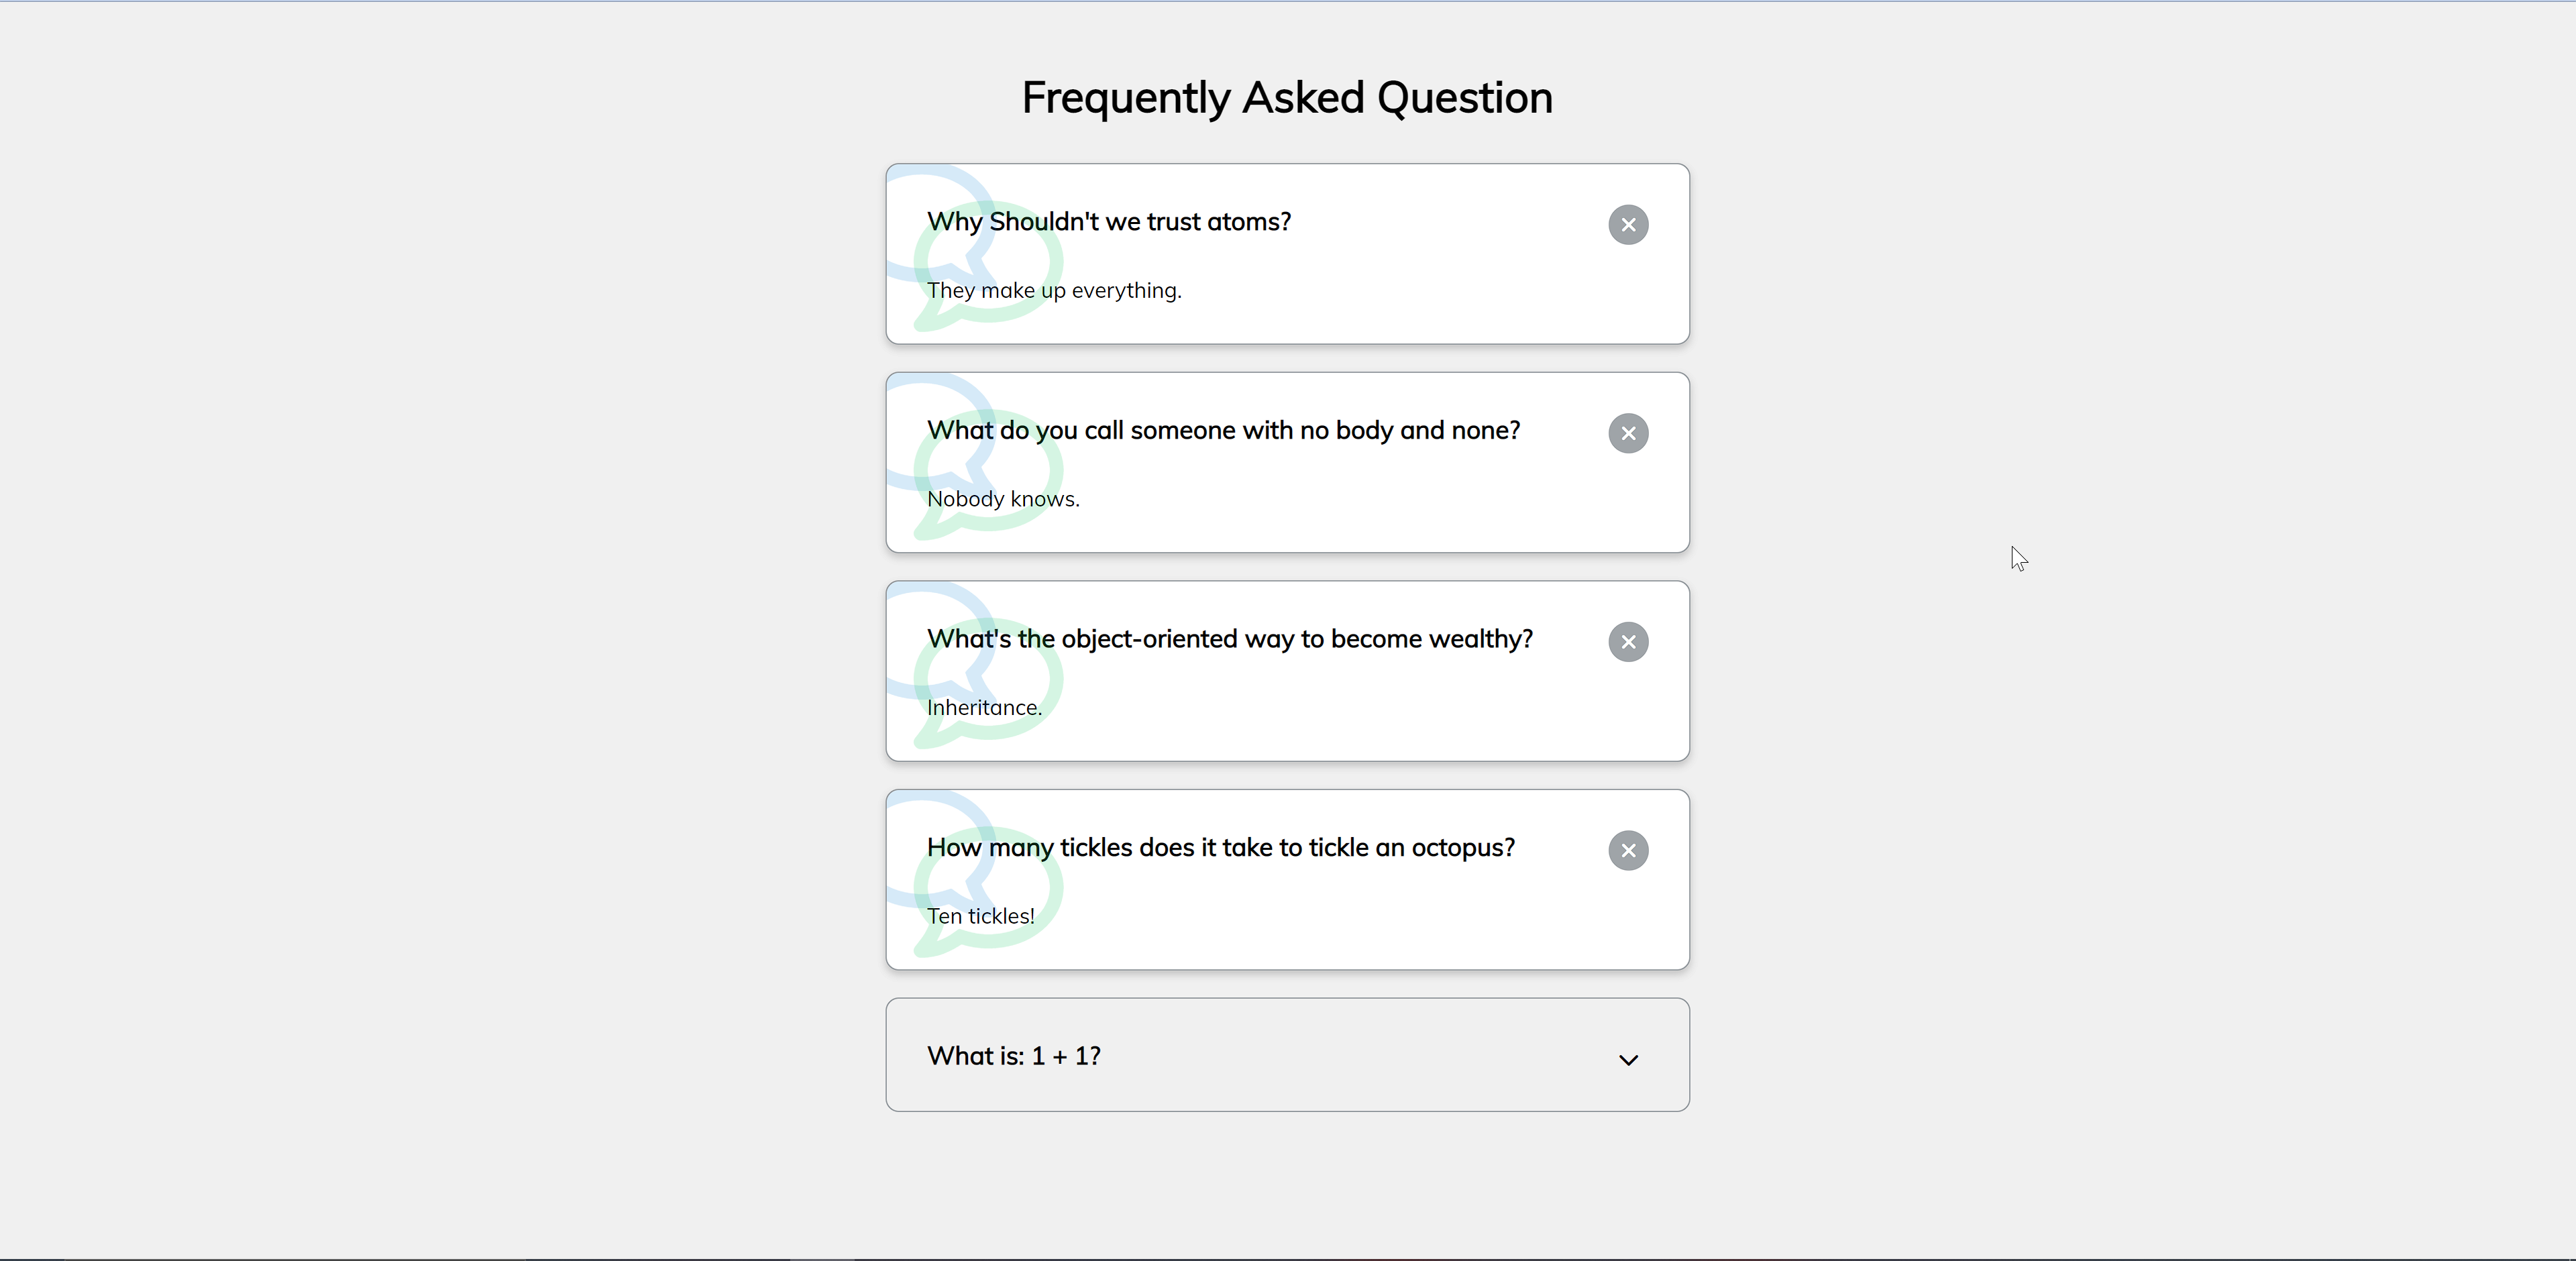 Frequently Asked Question
Why Shouldn't we trust atoms?
They make up everything.
What do you call someone with no body and none?
Nobody knows.
What's the object-oriented way to become wealthy?
Inheritance.
How many tickles does it take to tickle an octopus?
Ten tickles!
What is: 1 + 1?